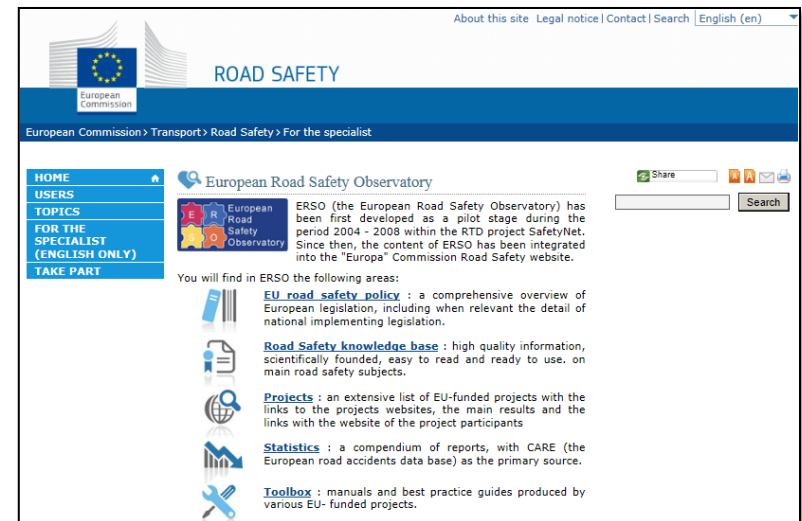 About this site Legal notice | Contact | Search English (en)
European
Commission
ROAD SAFETY
European Commission > Transport > Road Safety > For the specialist
HOME
USERS
TOPICS
FOR THE
SPECIALIST
(ENGLISH ONLY)
TAKE PART
European Road Safety Observatory
Share
A A
Search
E R S O
European
Road
Safety
Observatory
ERSO (the European Road Safety Observatory) has
been first developed as a pilot stage during the
period 2004 - 2008 within the RTD project SafetyNet.
Since then, the content of ERSO has been integrated
into the "Europa" Commission Road Safety website.
You will find in ERSO the following areas:
EU road safety policy : a comprehensive overview of
European legislation, including when relevant the detail of
national implementing legislation.
Road Safety knowledge base : high quality information,
scientifically founded, easy to read and ready to use. on
main road safety subjects.
Projects : an extensive list of EU-funded projects with the
links to the projects websites, the main results and the
links with the website of the project participants
Statistics : a compendium of reports, with CARE (the
European road accidents data base) as the primary source.
Toolbox : manuals and best practice guides produced by
various EU- funded projects.